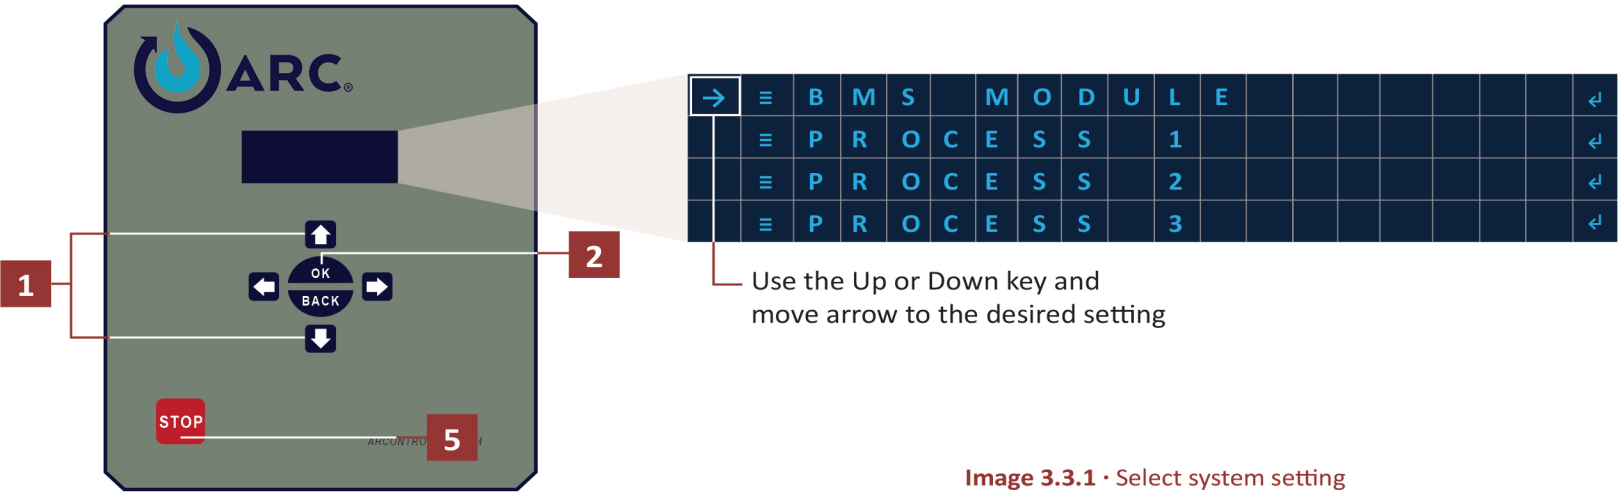 ARC®
→ ≡ BMS MODULE ↵
≡ PROCESS 1 ↵
≡ PROCESS 2 ↵
≡ PROCESS 3 ↵
1
2
OK
BACK
Use the Up or Down key and
move arrow to the desired setting
STOP
5
Image 3.3.1 · Select system setting